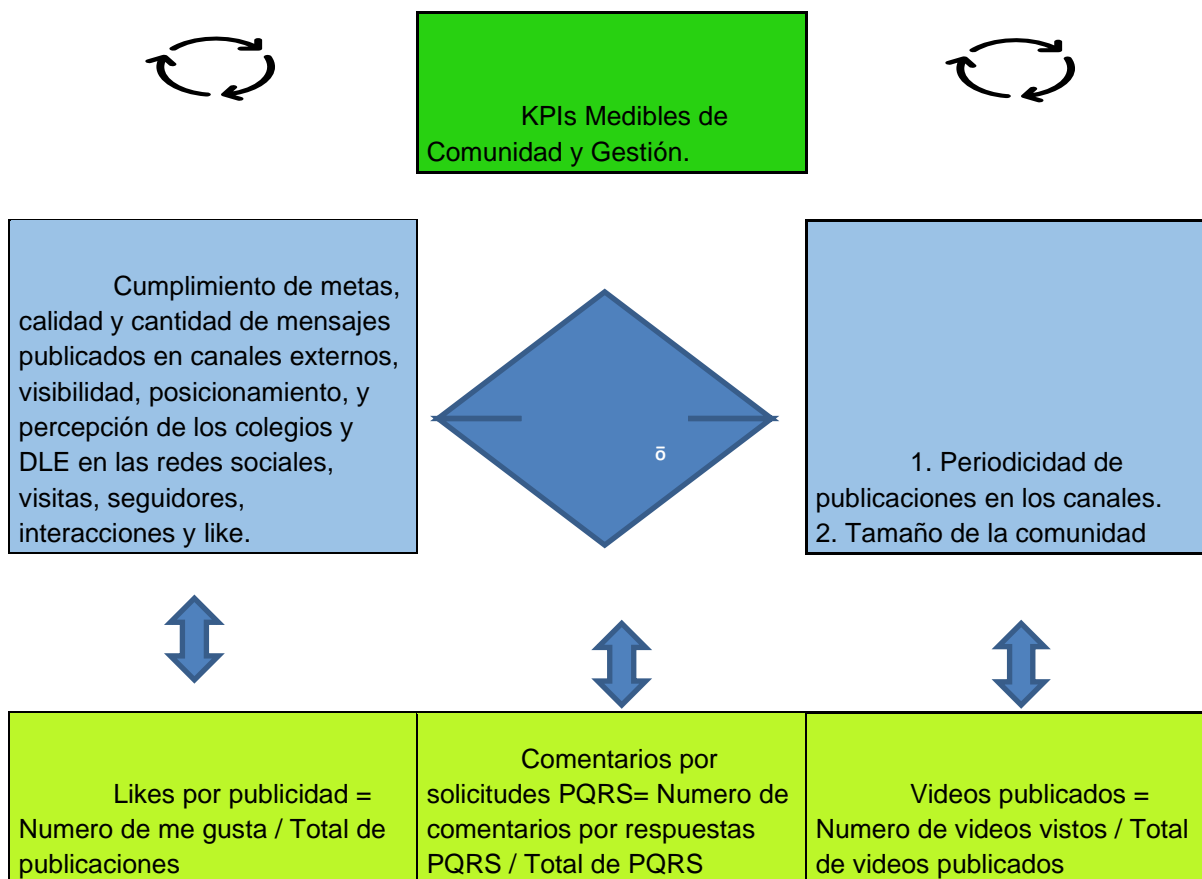 KPIs Medibles de
Comunidad y Gestión.
Cumplimiento de metas,
calidad y cantidad de mensajes
publicados en canales externos,
visibilidad, posicionamiento, y
percepción de los colegios y
DLE en las redes sociales,
visitas, seguidores,
interacciones y like.
ō
1. Periodicidad de
publicaciones en los canales.
2. Tamaño de la comunidad
Likes por publicidad =
Numero de me gusta / Total de
publicaciones
Comentarios por
solicitudes PQRS= Numero de
comentarios por respuestas
PQRS / Total de PQRS
Videos publicados =
Numero de videos vistos / Total
de videos publicados